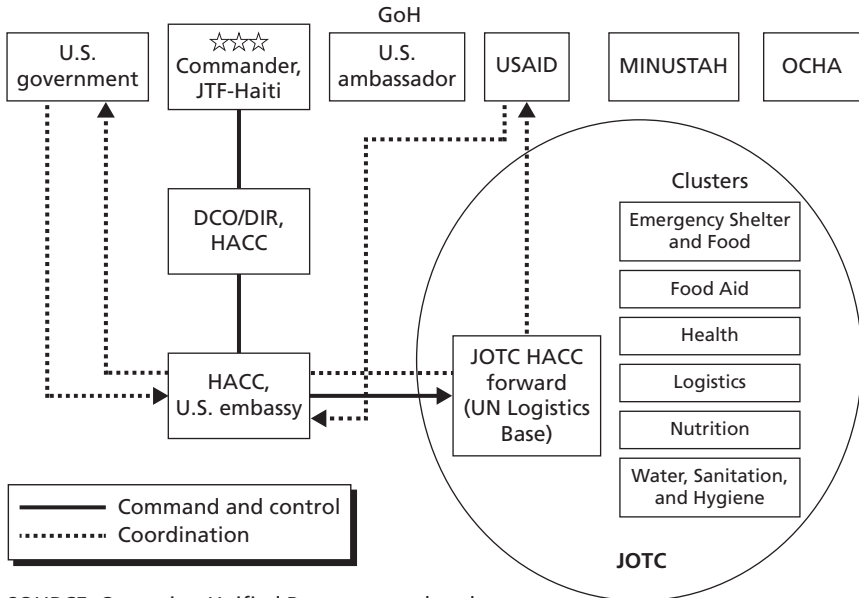 GoH
U.S.
government
☆☆☆
Commander,
JTF-Haiti
U.S.
ambassador
USAID
MINUSTAH
OCHA
DCO/DIR,
HACC
HACC,
U.S. embassy
JOTC HACC
forward
(UN Logistics
Base)
Clusters
Emergency Shelter
and Food
Food Aid
Health
Logistics
Nutrition
Water, Sanitation,
and Hygiene
JOTC
Command and control
Coordination